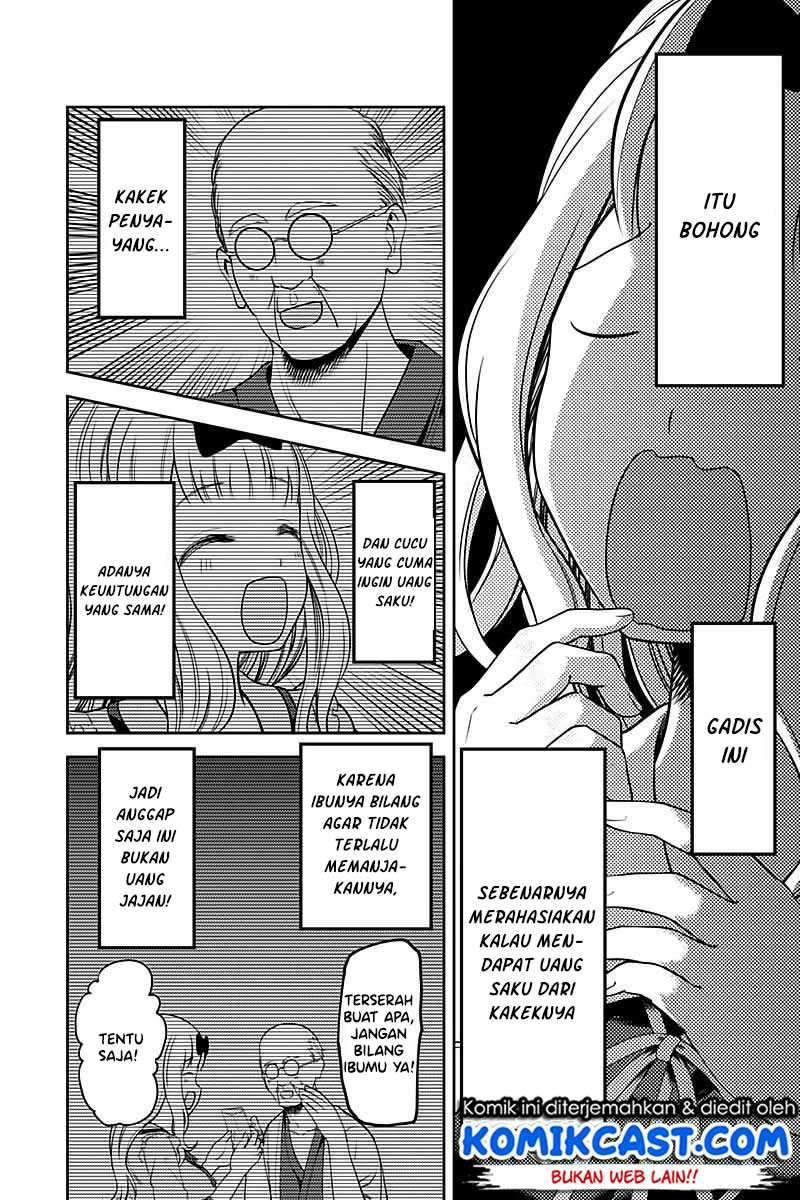 ITU
BOHONG
GADIS
INI
SEBENARNYA
MERAHASIAKAN
KALAU MEN-
DAPAT UANG
SAKU DARI
KAKEKNYA
KAKEK
PENYA-
YANG...
DAN CUCU
YANG CUMA
INGIN UANG
SAKU!
ADANYA
KEUNTUNGAN
YANG SAMA!
KARENA
IBUNYA BILANG
AGAR TIDAK
TERLALU
MEMANJA-
KANNYA,
JADI
ANGGAP
SAJA INI
BUKAN
UANG
JAJAN!
TERSERAH
BUAT APA,
JANGAN
BILANG
IBUMU YA!
TENTU
SAJA!
Komik ini diterjemahkan & diedit oleh
KOMIKCAST.COM
BUKAN WEB LAIN!!